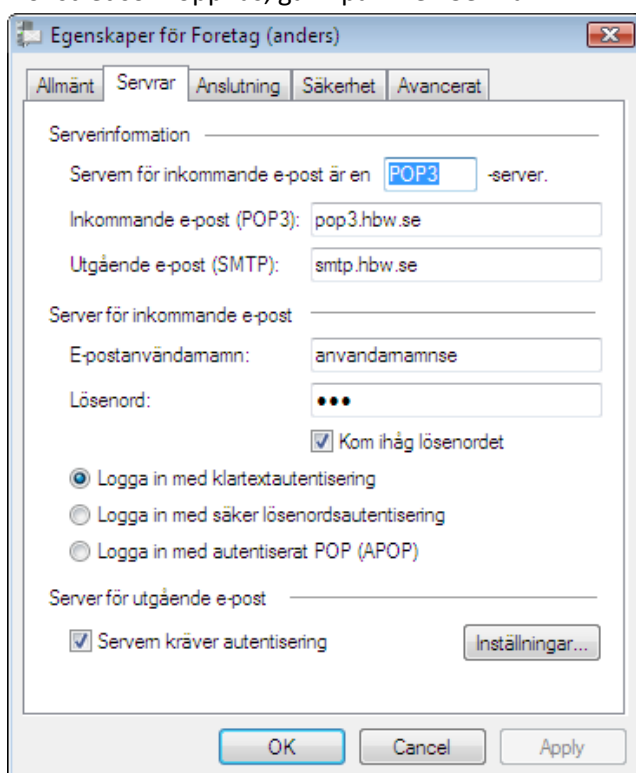 Egenskaper för Foretag (anders)
Allmänt Servrar Anslutning Säkerhet Avancerat
Serverinformation
Servern för inkommande e-post är en POP3 -server.
Inkommande e-post (POP3): pop3.hbw.se
Utgående e-post (SMTP): smtp.hbw.se
Server för inkommande e-post
E-postanvändarnamn: anvandarnamnse
Lösenord: •••
Kom ihåg lösenordet
Logga in med klartextautentisering
Logga in med säker lösenordsautentisering
Logga in med autentiserat POP (APOP)
Server för utgående e-post
Servern kräver autentisering Inställningar...
OK Cancel Apply